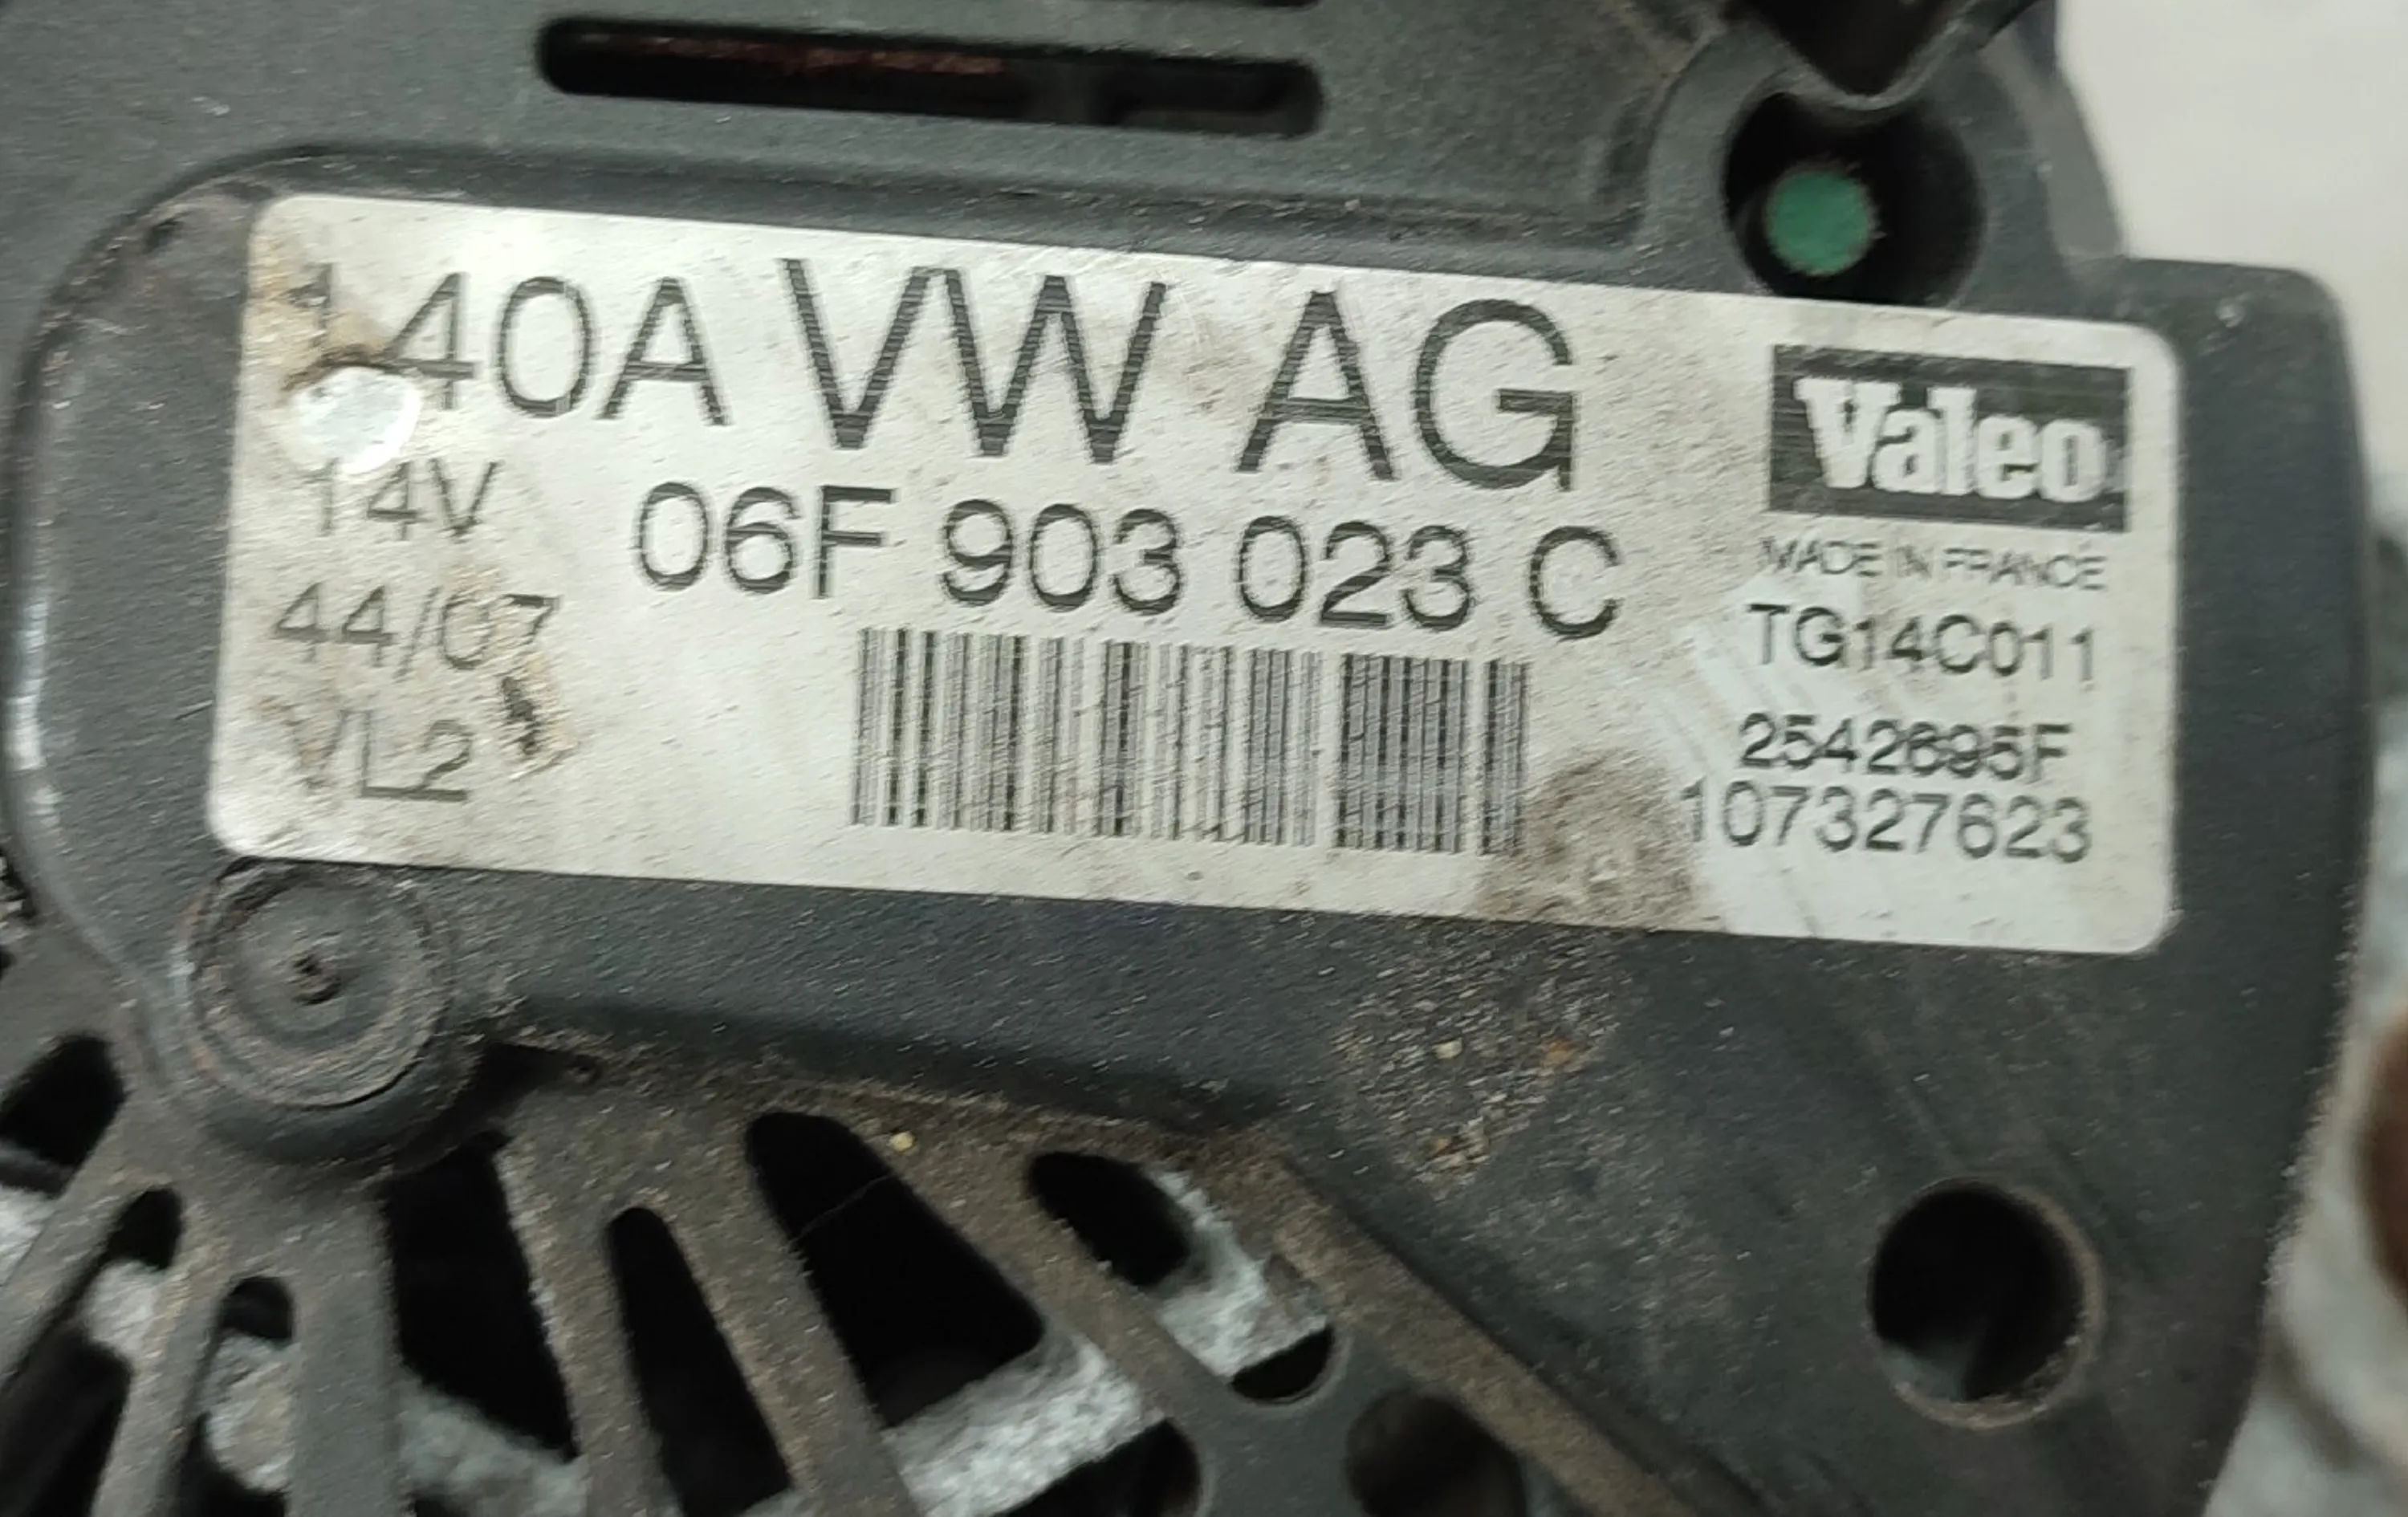 140A VW AG
14V 06F 903 023 C
44/07
VL2
Valeo
MADE IN FRANCE
TG14C011
2542695F
107327623